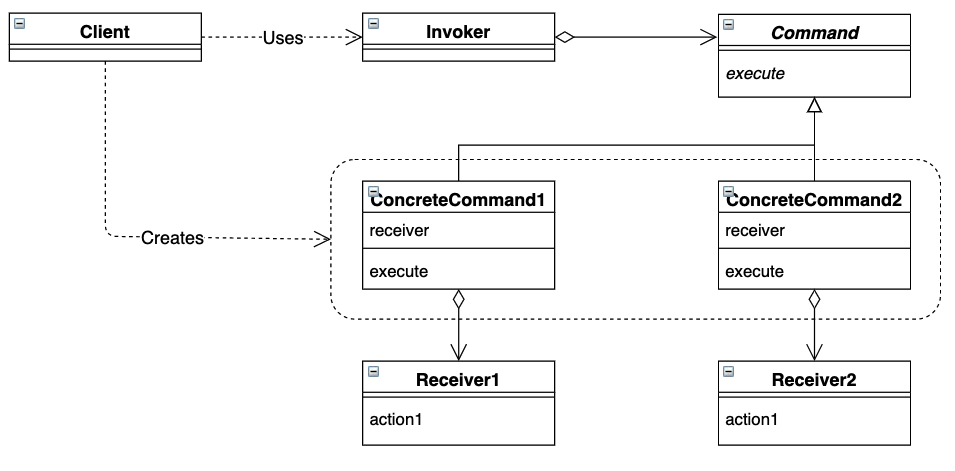 Client
Uses
Invoker
Command
execute
Creates
ConcreteCommand1
receiver
execute
ConcreteCommand2
receiver
execute
Receiver1
action1
Receiver2
action1